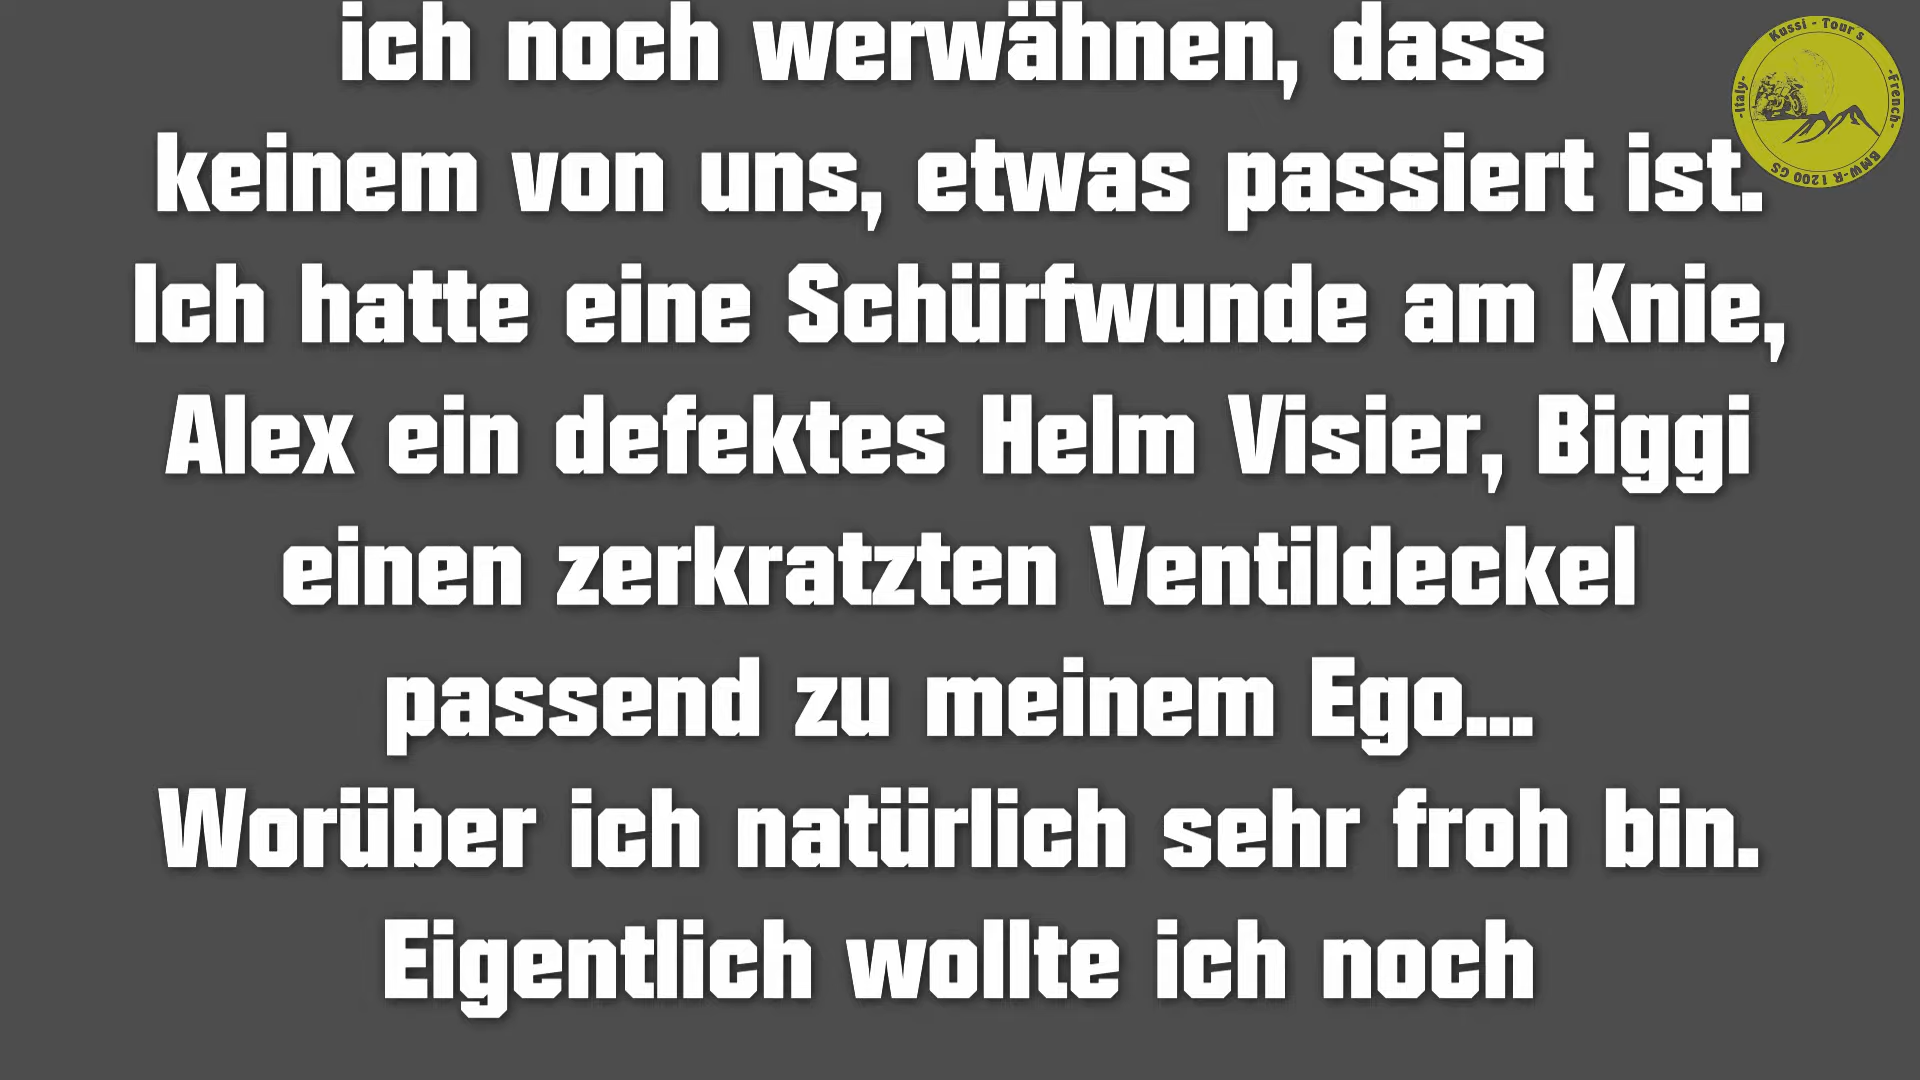 ich noch werwähnen, dass
keinem von uns, etwas passiert ist.
Ich hatte eine Schürfwunde am Knie,
Alex ein defektes Helm Visier, Biggi
einen zerkratzten Ventildeckel
passend zu meinem Ego...
Worüber ich natürlich sehr froh bin.
Eigentlich wollte ich noch
Kussi - Tour's
-French-
BMW-R 1200 GS
-Italy-